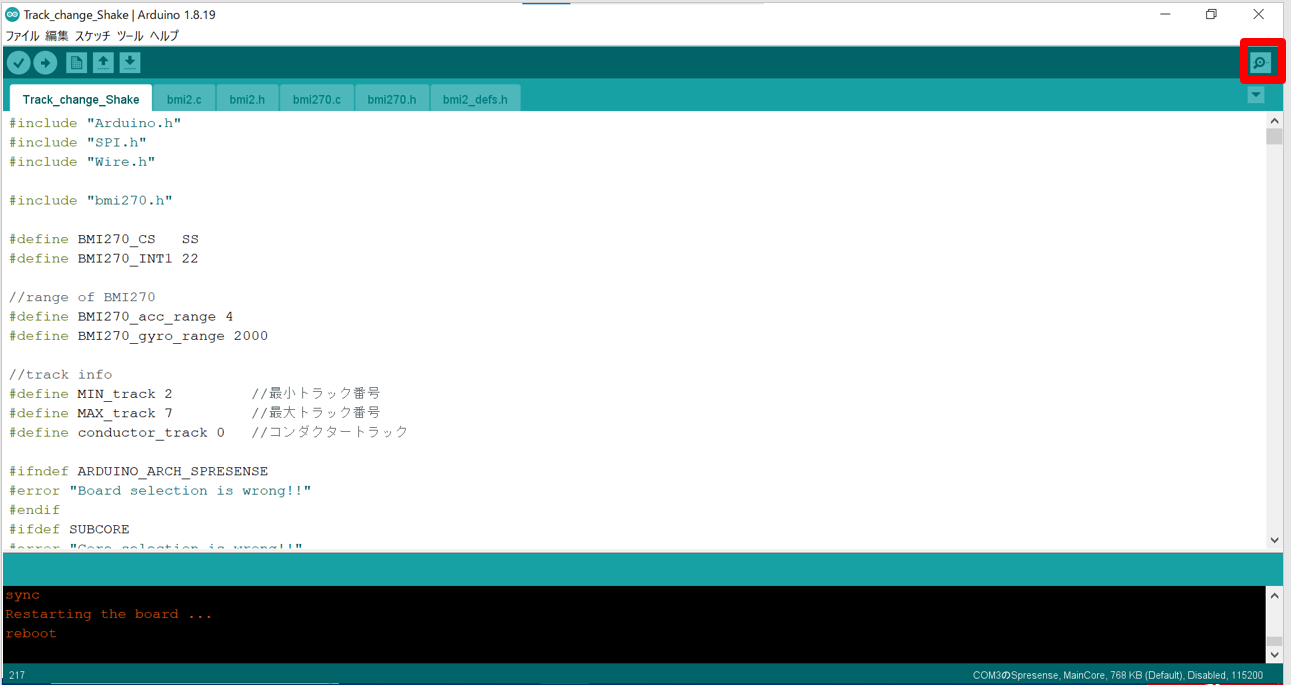 Track_change_Shake | Arduino 1.8.19
ファイル 編集 スケッチ ツール ヘルプ
Track_change_Shake bmi2.c bmi2.h bmi270.c bmi270.h bmi2_defs.h
#include "Arduino.h"
#include "SPI.h"
#include "Wire.h"
#include "bmi270.h"
#define BMI270_CS   SS
#define BMI270_INT1 22
//range of BMI270
#define BMI270_acc_range 4
#define BMI270_gyro_range 2000
//track info
#define MIN_track 2         //最小トラック番号
#define MAX_track 7         //最大トラック番号
#define conductor_track 0   //コンダクタートラック
#ifndef ARDUINO_ARCH_SPRESENSE
#error "Board selection is wrong!!"
#endif
#ifdef SUBCORE
#error "Core selection is wrong!!"
sync
Restarting the board ...
reboot
217 COM3のSpresense, MainCore, 768 KB (Default), Disabled, 115200